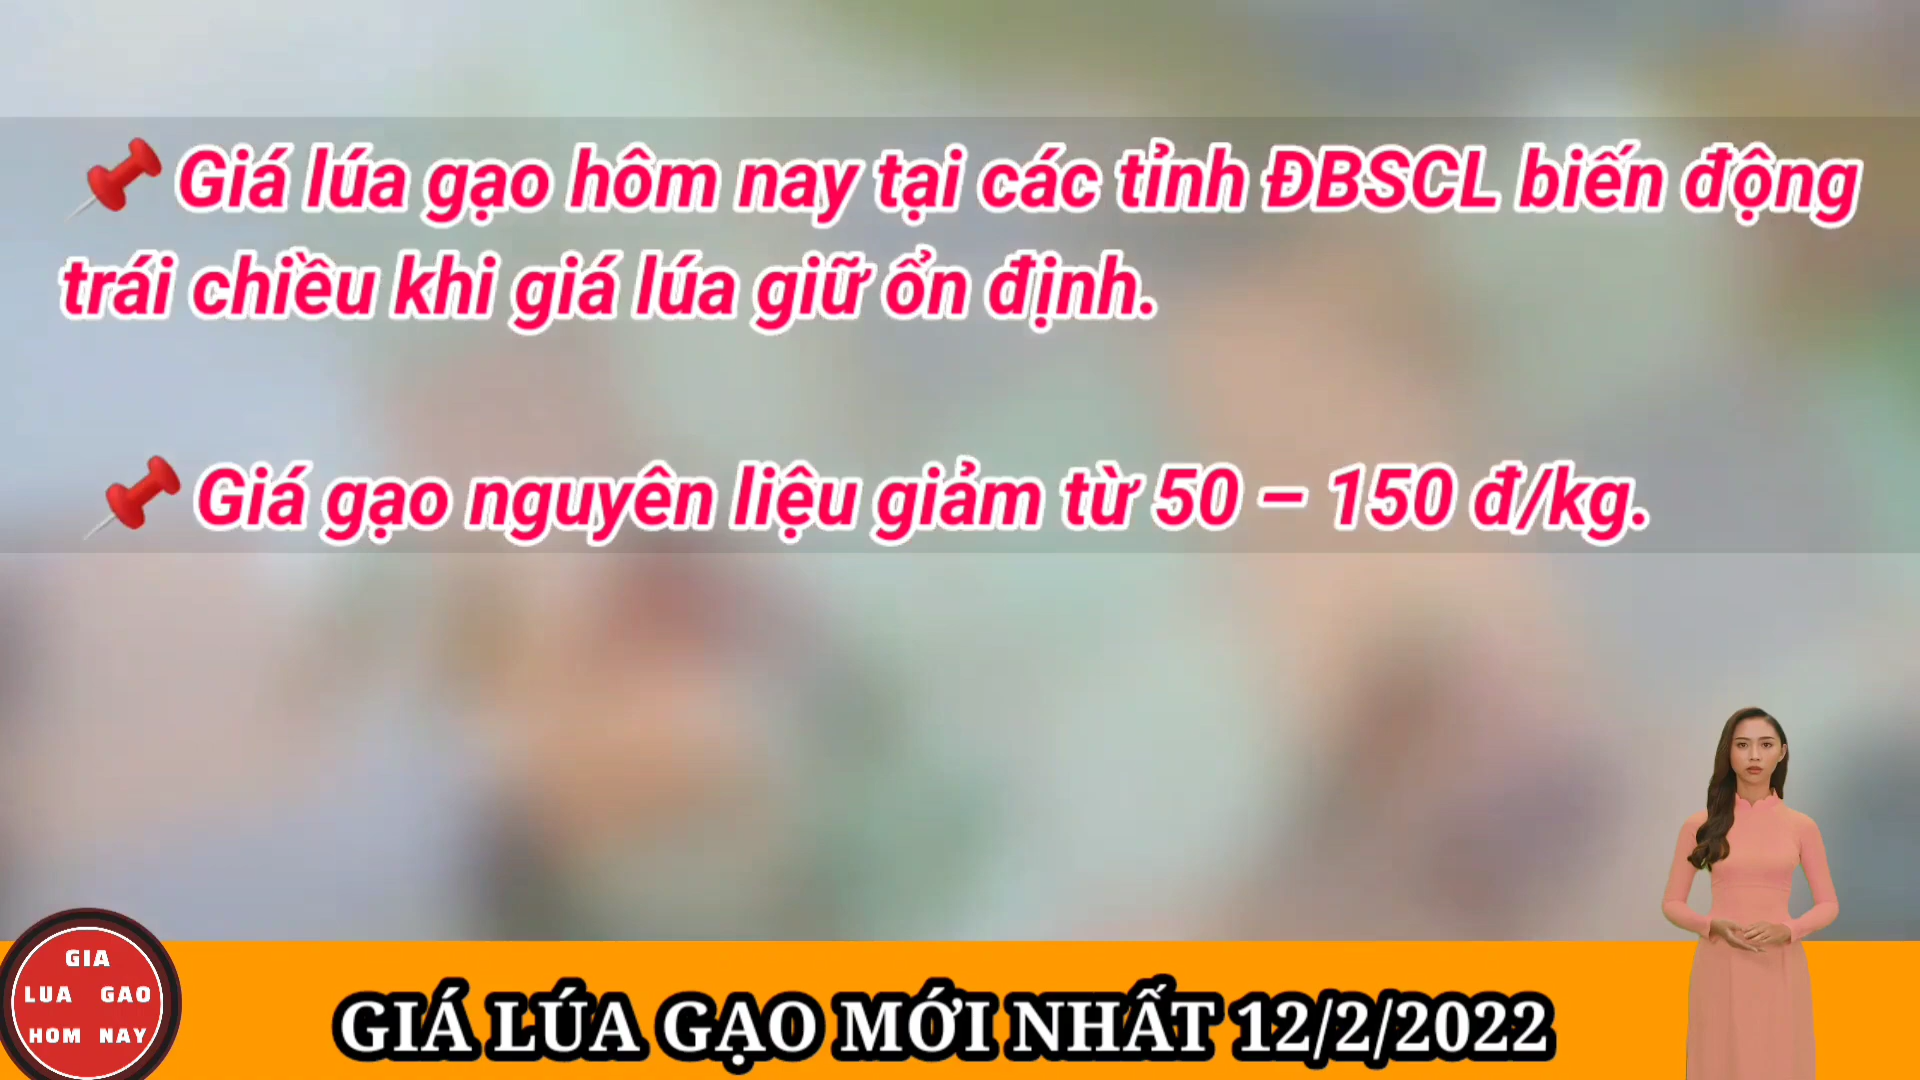 Giá lúa gạo hôm nay tại các tỉnh ĐBSCL biến động
trái chiều khi giá lúa giữ ổn định.
Giá gạo nguyên liệu giảm từ 50 – 150 đ/kg.
GIA
LUA GAO
HOM NAY
GIÁ LÚA GẠO MỚI NHẤT 12/2/2022